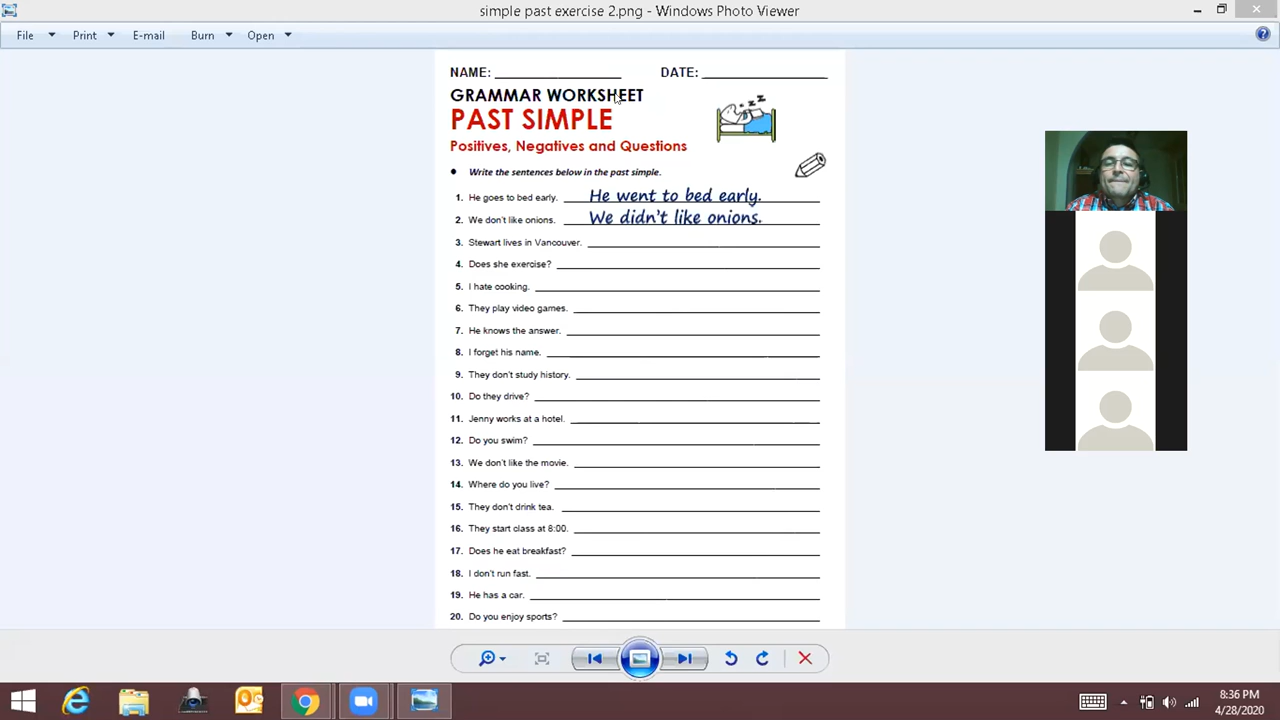 simple past exercise 2.png - Windows Photo Viewer
File Print E-mail Burn Open
NAME: DATE:
GRAMMAR WORKSHEET
PAST SIMPLE
Positives, Negatives and Questions
Write the sentences below in the past simple.
1. He goes to bed early. He went to bed early.
2. We don't like onions. We didn't like onions.
3. Stewart lives in Vancouver.
4. Does she exercise?
5. I hate cooking.
6. They play video games.
7. He knows the answer.
8. I forget his name.
9. They don't study history.
10. Do they drive?
11. Jenny works at a hotel.
12. Do you swim?
13. We don't like the movie.
14. Where do you live?
15. They don't drink tea.
16. They start class at 8:00.
17. Does he eat breakfast?
18. I don't run fast.
19. He has a car.
20. Do you enjoy sports?
8:36 PM
4/28/2020